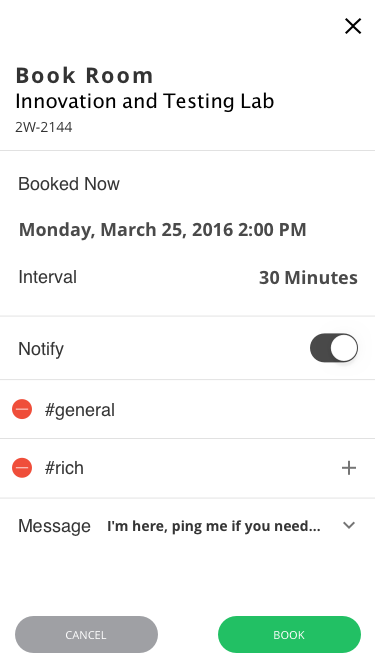 Book Room
Innovation and Testing Lab
2W-2144
Booked Now
Monday, March 25, 2016 2:00 PM
Interval 30 Minutes
Notify
#general
#rich
Message I'm here, ping me if you need...
CANCEL BOOK